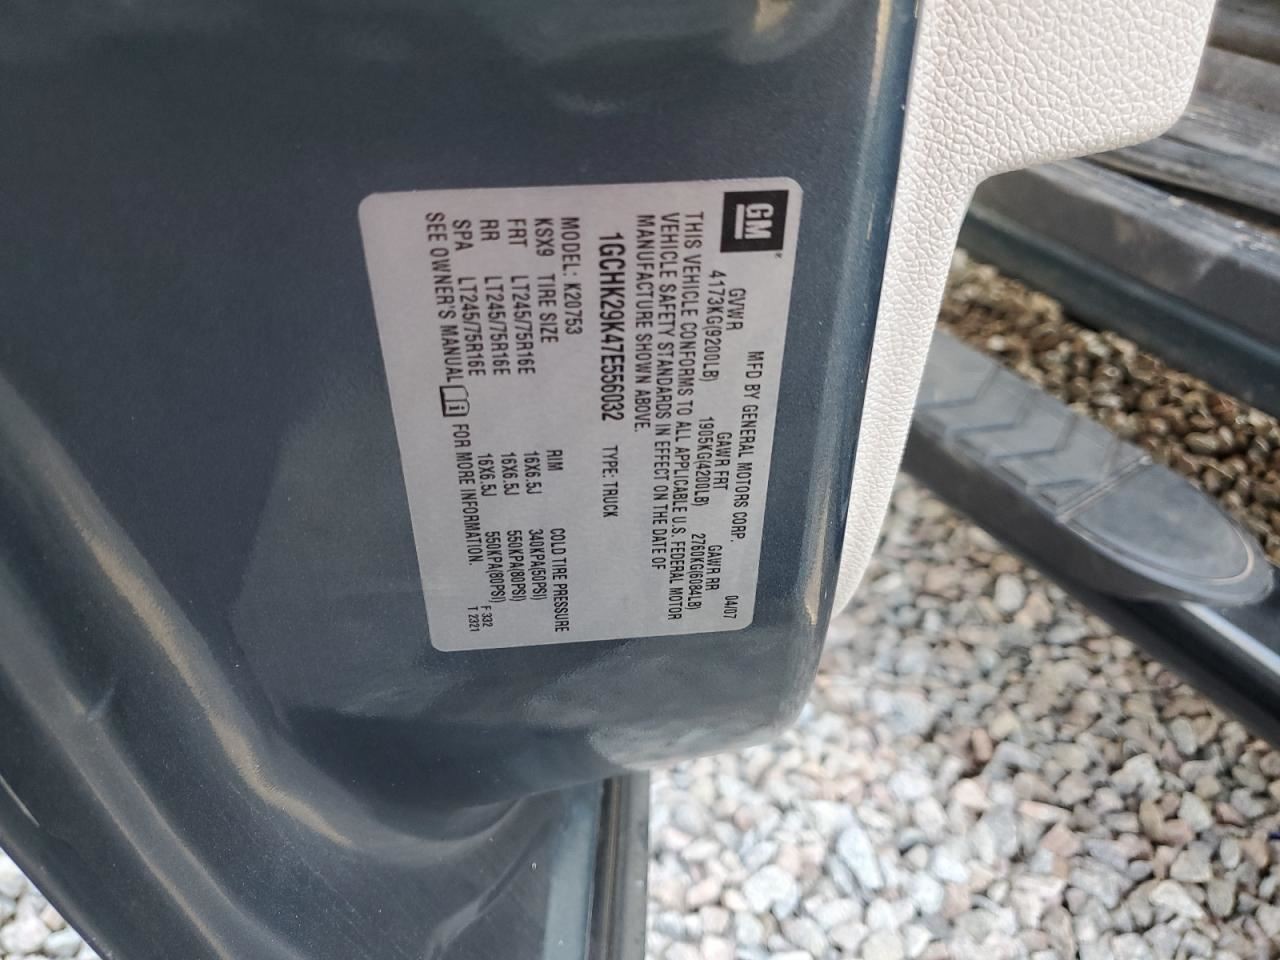 GM®
MFD BY GENERAL MOTORS CORP. 04/07
GVWR GAWR FRT GAWR RR
4173KG(9200LB) 1905KG(4200LB) 2760KG(6084LB)
THIS VEHICLE CONFORMS TO ALL APPLICABLE U.S. FEDERAL MOTOR
VEHICLE SAFETY STANDARDS IN EFFECT ON THE DATE OF
MANUFACTURE SHOWN ABOVE.
1GCHK29K47E556032 TYPE: TRUCK
MODEL: K20753
KSX9 TIRE SIZE RIM COLD TIRE PRESSURE
FRT LT245/75R16E 16X6.5J 340KPA(50PSI)
RR LT245/75R16E 16X6.5J 550KPA(80PSI)
SPA LT245/75R16E 16X6.5J 550KPA(80PSI)
SEE OWNER'S MANUAL i FOR MORE INFORMATION.
F 332
T 2321